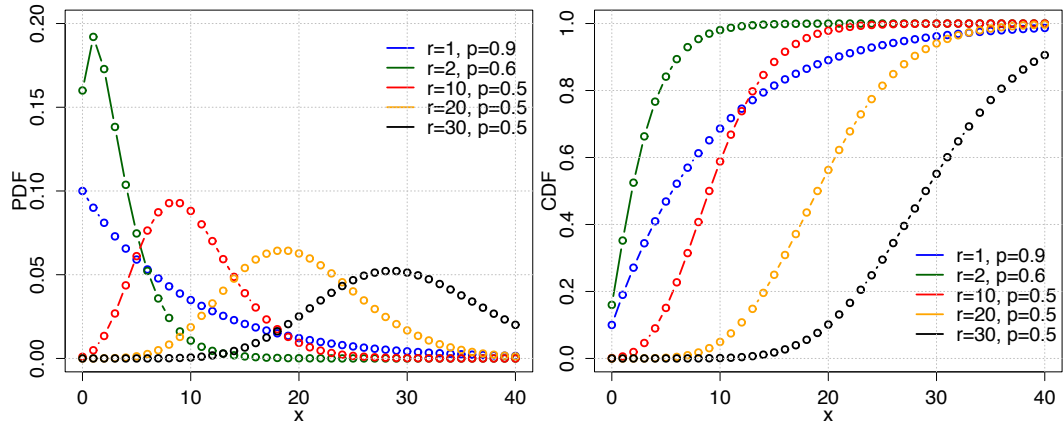 PDF
0.00
0.05
0.10
0.15
0.20
r=1, p=0.9
r=2, p=0.6
r=10, p=0.5
r=20, p=0.5
r=30, p=0.5
0 10 20 30 40
x
CDF
0.0
0.2
0.4
0.6
0.8
1.0
r=1, p=0.9
r=2, p=0.6
r=10, p=0.5
r=20, p=0.5
r=30, p=0.5
0 10 20 30 40
x